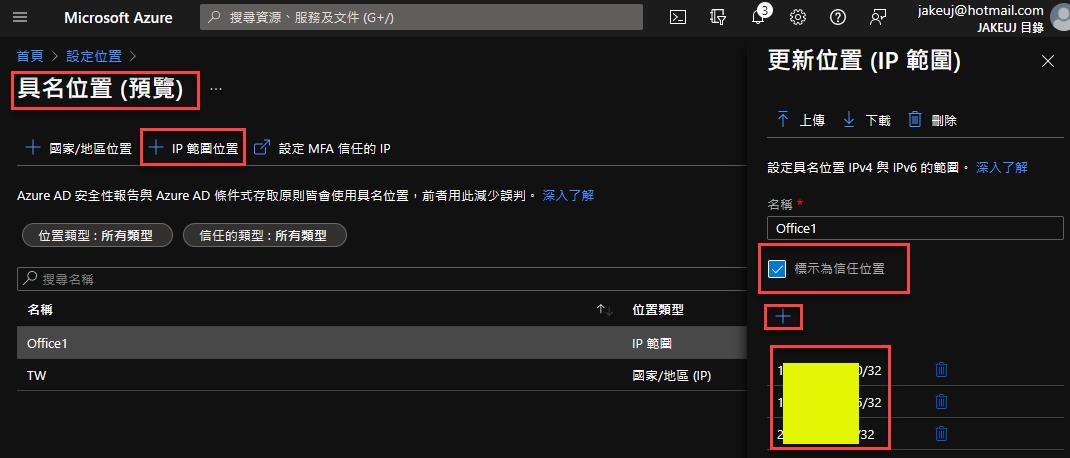 Microsoft Azure
搜尋資源、服務及文件 (G+/)
3
jakeuj@hotmail.com
JAKEUJ 目錄
首頁 > 設定位置 >
具名位置 (預覽) ...
國家/地區位置
IP 範圍位置
設定 MFA 信任的 IP
Azure AD 安全性報告與 Azure AD 條件式存取原則皆會使用具名位置，前者用此減少誤判。 深入了解
位置類型 : 所有類型
信任的類型 : 所有類型
搜尋名稱
名稱
位置類型
Office1
IP 範圍
TW
國家/地區 (IP)
更新位置 (IP 範圍)
上傳
下載
刪除
設定具名位置 IPv4 與 IPv6 的範圍。 深入了解
名稱 *
Office1
標示為信任位置
/32
/32
/32